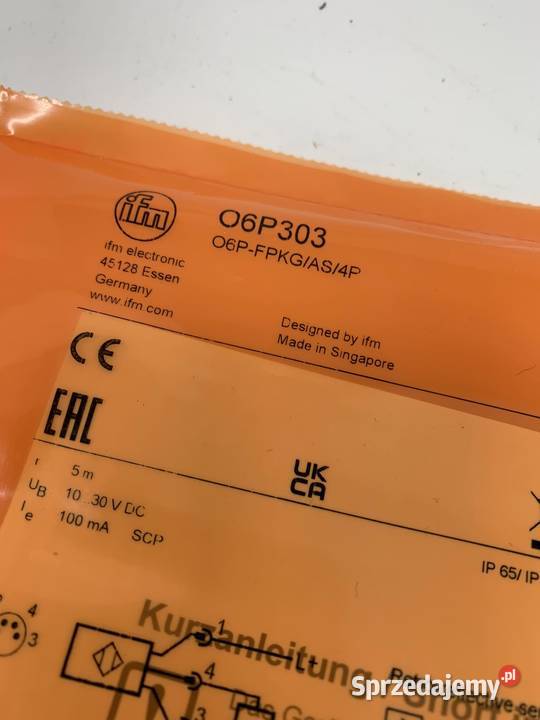 ifm
O6P303
O6P-FPKG/AS/4P
ifm electronic
45128 Essen
Germany
www.ifm.com
Designed by ifm
Made in Singapore
CE
EAC
UK
CA
r 5 m
UB 10...30 V DC
Ie 100 mA SCP
IP 65/ IP
4
3
1
4
3
Kurzanleitung
Sprzedajemy.pl